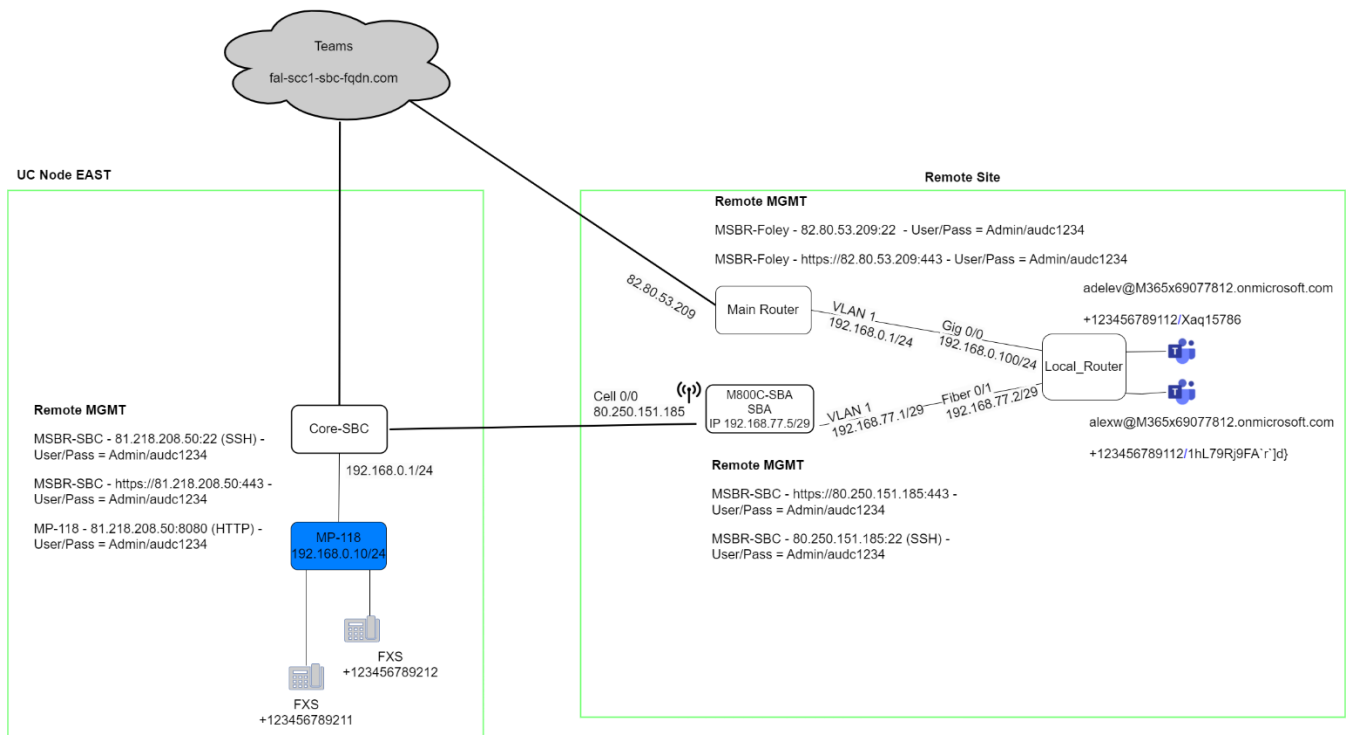 Teams
fal-scc1-sbc-fqdn.com
UC Node EAST
Remote Site
Remote MGMT
MSBR-Foley - 82.80.53.209:22 - User/Pass = Admin/audc1234
MSBR-Foley - https://82.80.53.209:443 - User/Pass = Admin/audc1234
82.80.53.209
Main Router
VLAN 1
192.168.0.1/24
Gig 0/0
192.168.0.100/24
adelev@M365x69077812.onmicrosoft.com
+123456789112/Xaq15786
Local_Router
alexw@M365x69077812.onmicrosoft.com
+123456789112/1hL79Rj9FA`r`]d}
Cell 0/0
80.250.151.185
M800C-SBA
SBA
IP 192.168.77.5/29
VLAN 1
192.168.77.1/29
Fiber 0/1
192.168.77.2/29
Remote MGMT
MSBR-SBC - https://80.250.151.185:443 -
User/Pass = Admin/audc1234
MSBR-SBC - 80.250.151.185:22 (SSH) -
User/Pass = Admin/audc1234
Remote MGMT
MSBR-SBC - 81.218.208.50:22 (SSH) -
User/Pass = Admin/audc1234
MSBR-SBC - https://81.218.208.50:443 -
User/Pass = Admin/audc1234
MP-118 - 81.218.208.50:8080 (HTTP) -
User/Pass = Admin/audc1234
Core-SBC
192.168.0.1/24
MP-118
192.168.0.10/24
FXS
+123456789212
FXS
+123456789211